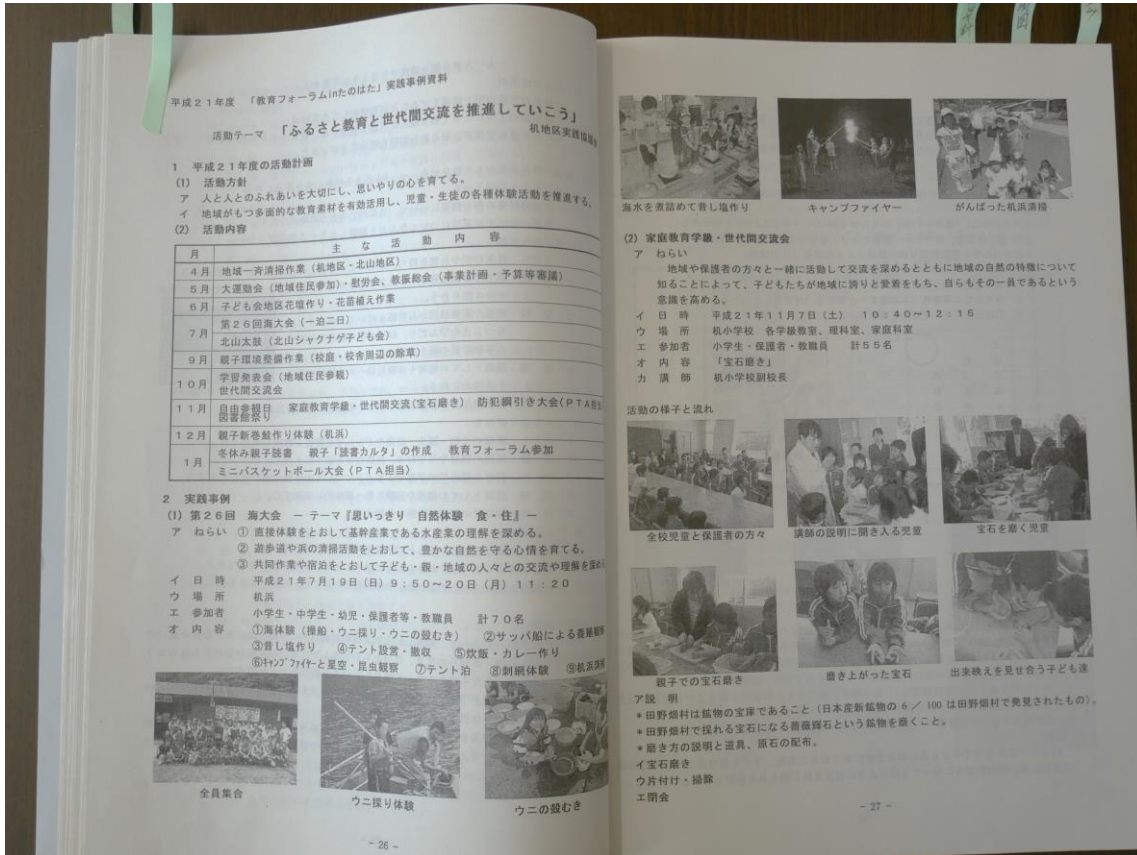 平成21年度 「教育フォーラムinたのはた」実践事例資料
活動テーマ 「ふるさと教育と世代間交流を推進していこう」
机地区実践協議会
1 平成21年度の活動計画
(1) 活動方針
ア 人と人とのふれあいを大切にし、思いやりの心を育てる。
イ 地域がもつ多面的な教育素材を有効活用し、児童・生徒の各種体験活動を推進する。
(2) 活動内容
月 主な活動内容
4月 地域一斉清掃作業(机地区・北山地区)
5月 大運動会(地域住民参加)・慰労会、教振総会(事業計画・予算等審議)
6月 子ども会地区花壇作り・花苗植え作業
7月 第26回海大会(一泊二日)
北山太鼓(北山シャクナゲ子ども会)
9月 親子環境整備作業(校庭・校舎周辺の除草)
10月 学習発表会(地域住民参観)
世代間交流会
11月 自由参観日 家庭教育学級・世代間交流(宝石磨き) 防犯綱引き大会(PTA担当
図書館祭り
12月 親子新巻鮭作り体験(机浜)
1月 冬休み親子読書 親子「読書カルタ」の作成 教育フォーラム参加
ミニバスケットボール大会(PTA担当)
2 実践事例
(1) 第26回 海大会 ー テーマ『思いっきり 自然体験 食・住』ー
ア ねらい ① 直接体験をとおして基幹産業である水産業の理解を深める。
② 遊歩道や浜の清掃活動をとおして、豊かな自然を守る心情を育てる。
③ 共同作業や宿泊をとおして子ども・親・地域の人々との交流や理解を深め
イ 日時 平成21年7月19日(日)9:50~20日(月)11:20
ウ 場所 机浜
エ 参加者 小学生・中学生・幼児・保護者等・教職員 計70名
オ 内容 ①海体験(操船・ウニ採り・ウニの殻むき) ②サッパ船による養殖
③昔し塩作り ④テント設営・撤収 ⑤炊飯・カレー作り
⑥キャンプファイヤーと星空・昆虫観察 ⑦テント泊 ⑧刺網体験 ⑨机浜清掃
全員集合
ウニ採り体験
ウニの殻むき
- 26 -
海水を煮詰めて昔し塩作り
キャンプファイヤー
がんばった机浜清掃
(2) 家庭教育学級・世代間交流会
ア ねらい
地域や保護者の方々と一緒に活動して交流を深めるとともに地域の自然の特徴について
知ることによって、子どもたちが地域に誇りと愛着をもち、自らもその一員であるという
意識を高める。
イ 日時 平成21年11月7日(土) 10:40~12:15
ウ 場所 机小学校 各学級教室、理科室、家庭科室
エ 参加者 小学生・保護者・教職員 計55名
オ 内容 「宝石磨き」
カ 講師 机小学校副校長
活動の様子と流れ
全校児童と保護者の方々
講師の説明に聞き入る児童
宝石を磨く児童
親子での宝石磨き
磨き上がった宝石
出来映えを見せ合う子ども達
ア説 明
*田野畑村は鉱物の宝庫であること(日本産新鉱物の 6 / 100 は田野畑村で発見されたもの)。
*田野畑村で採れる宝石になる薔薇輝石という鉱物を磨くこと。
*磨き方の説明と道具、原石の配布。
イ宝石磨き
ウ片付け・掃除
エ閉会
- 27 -